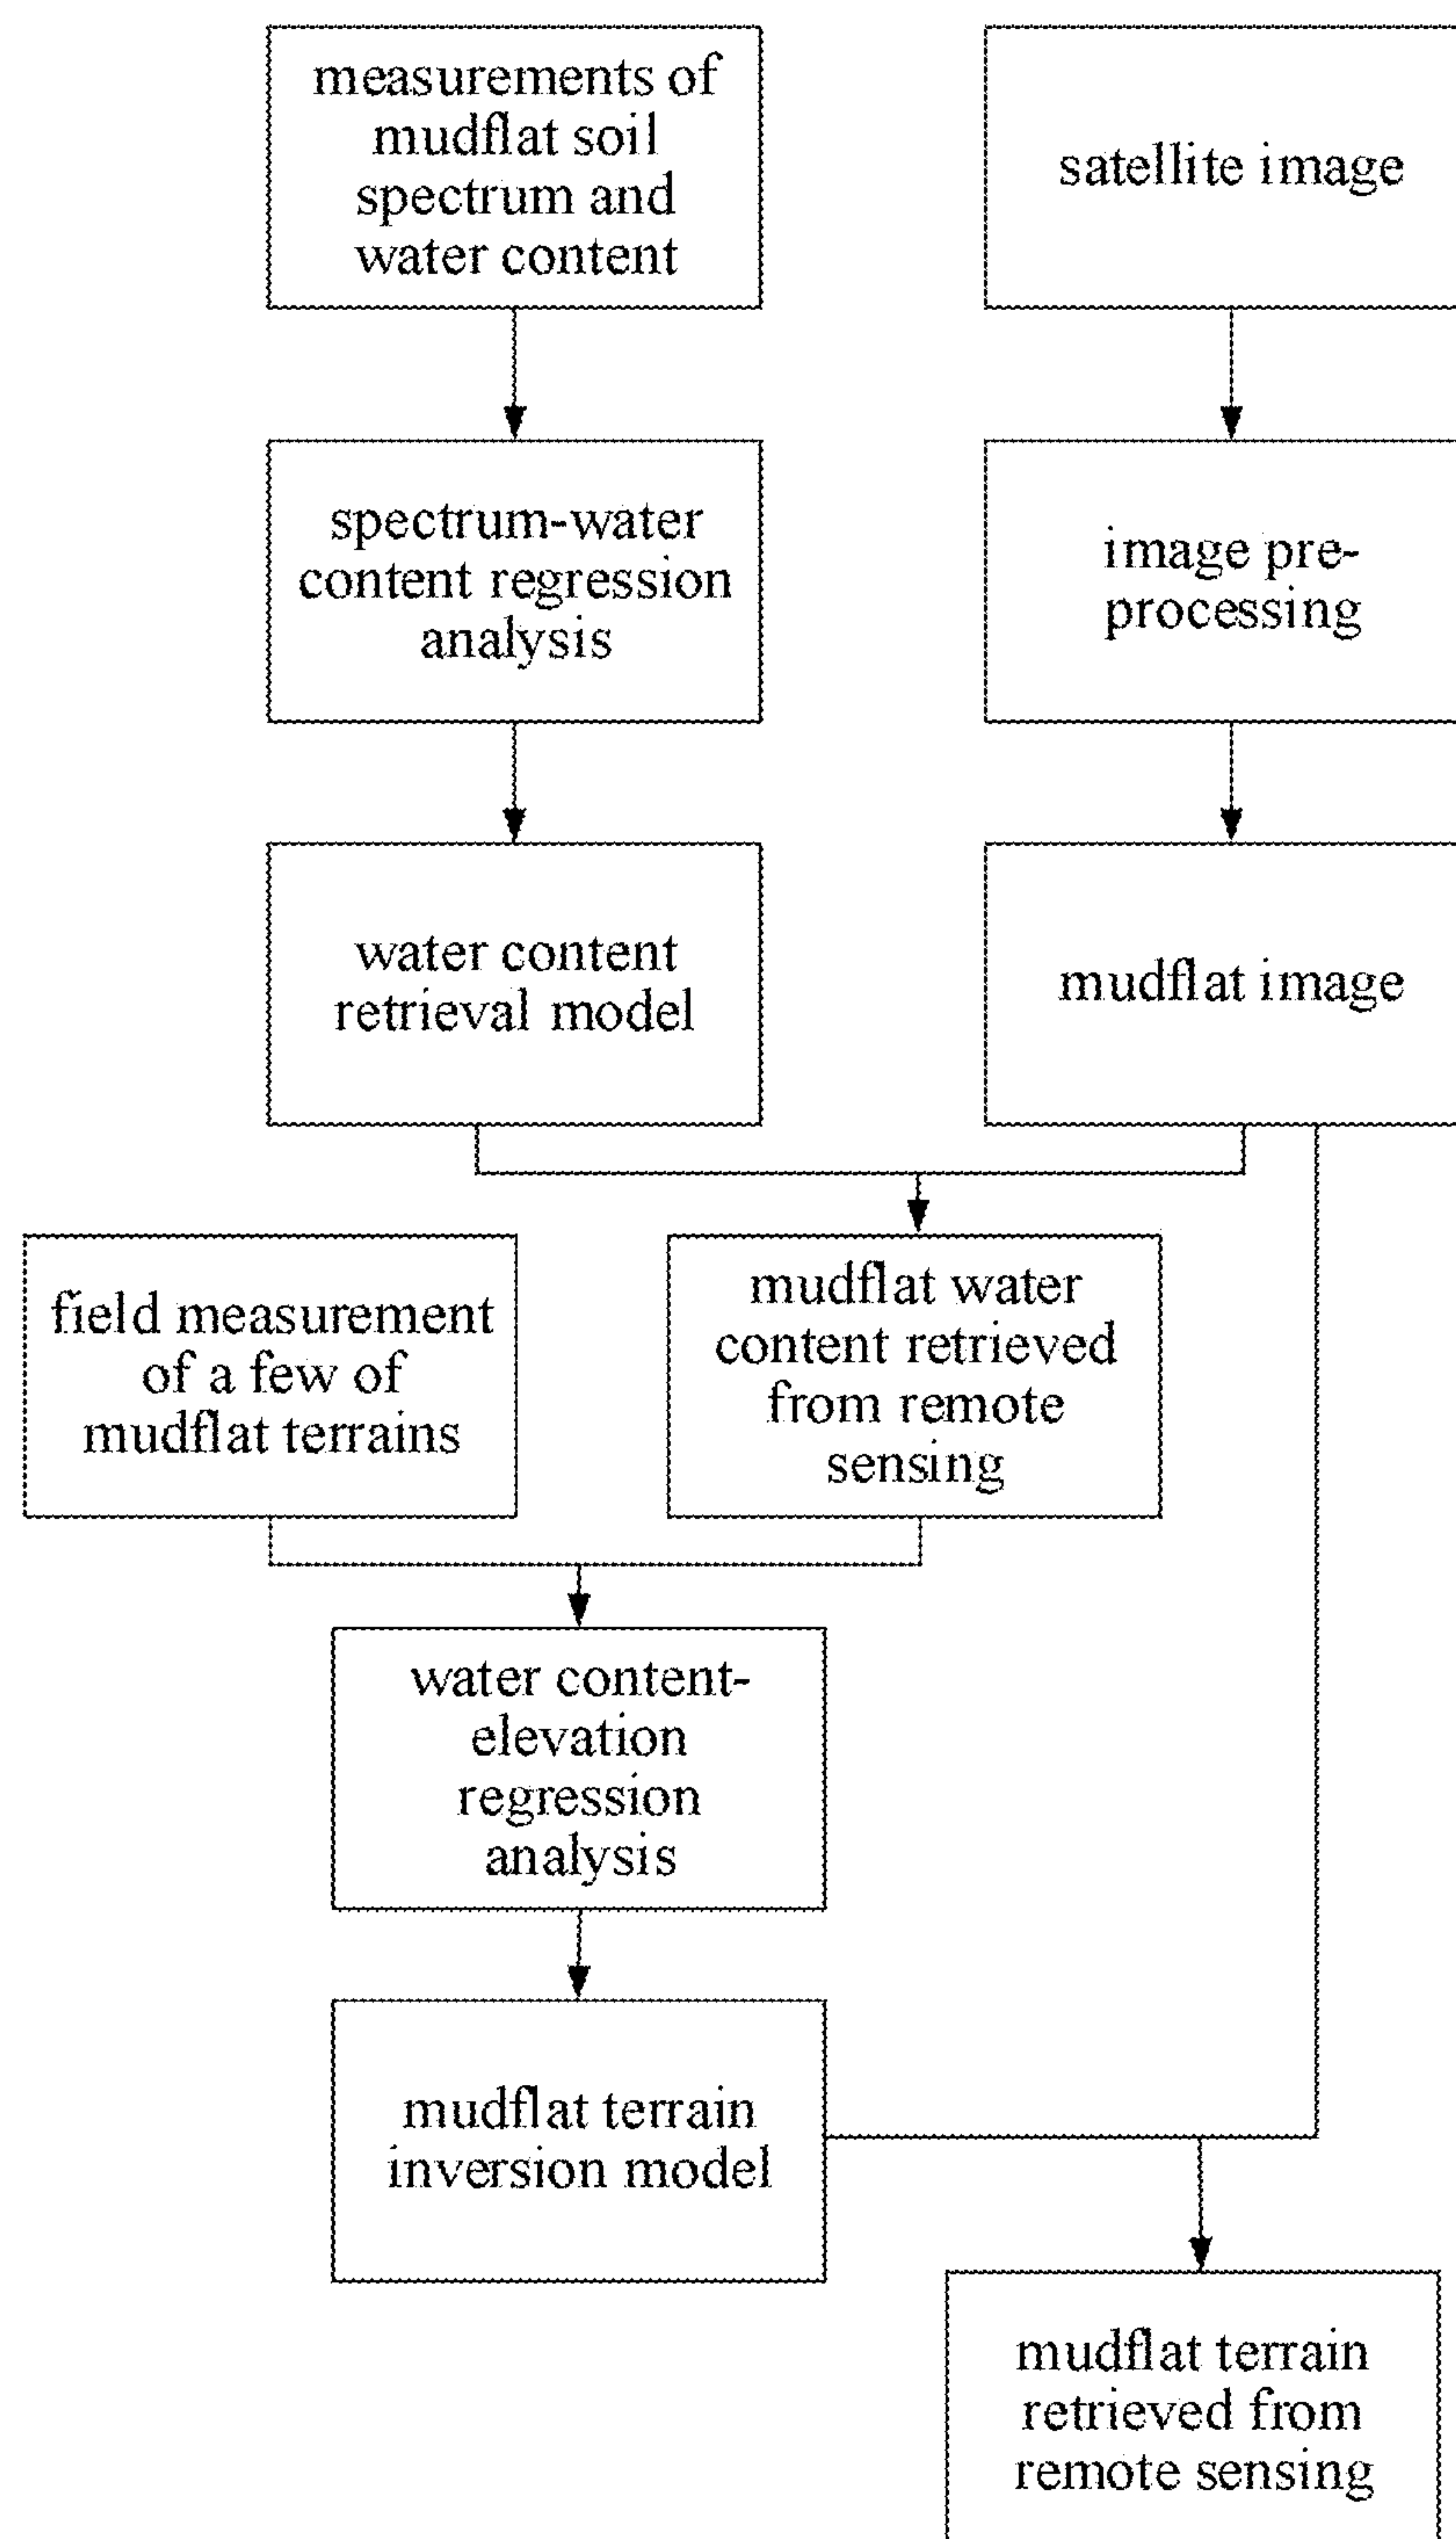 measurements of
mudflat soil
spectrum and
water content
satellite image
spectrum-water
content regression
analysis
image pre-
processing
water content
retrieval model
mudflat image
field measurement
of a few of
mudflat terrains
mudflat water
content retrieved
from remote
sensing
water content-
elevation
regression
analysis
mudflat terrain
inversion model
mudflat terrain
retrieved from
remote sensing